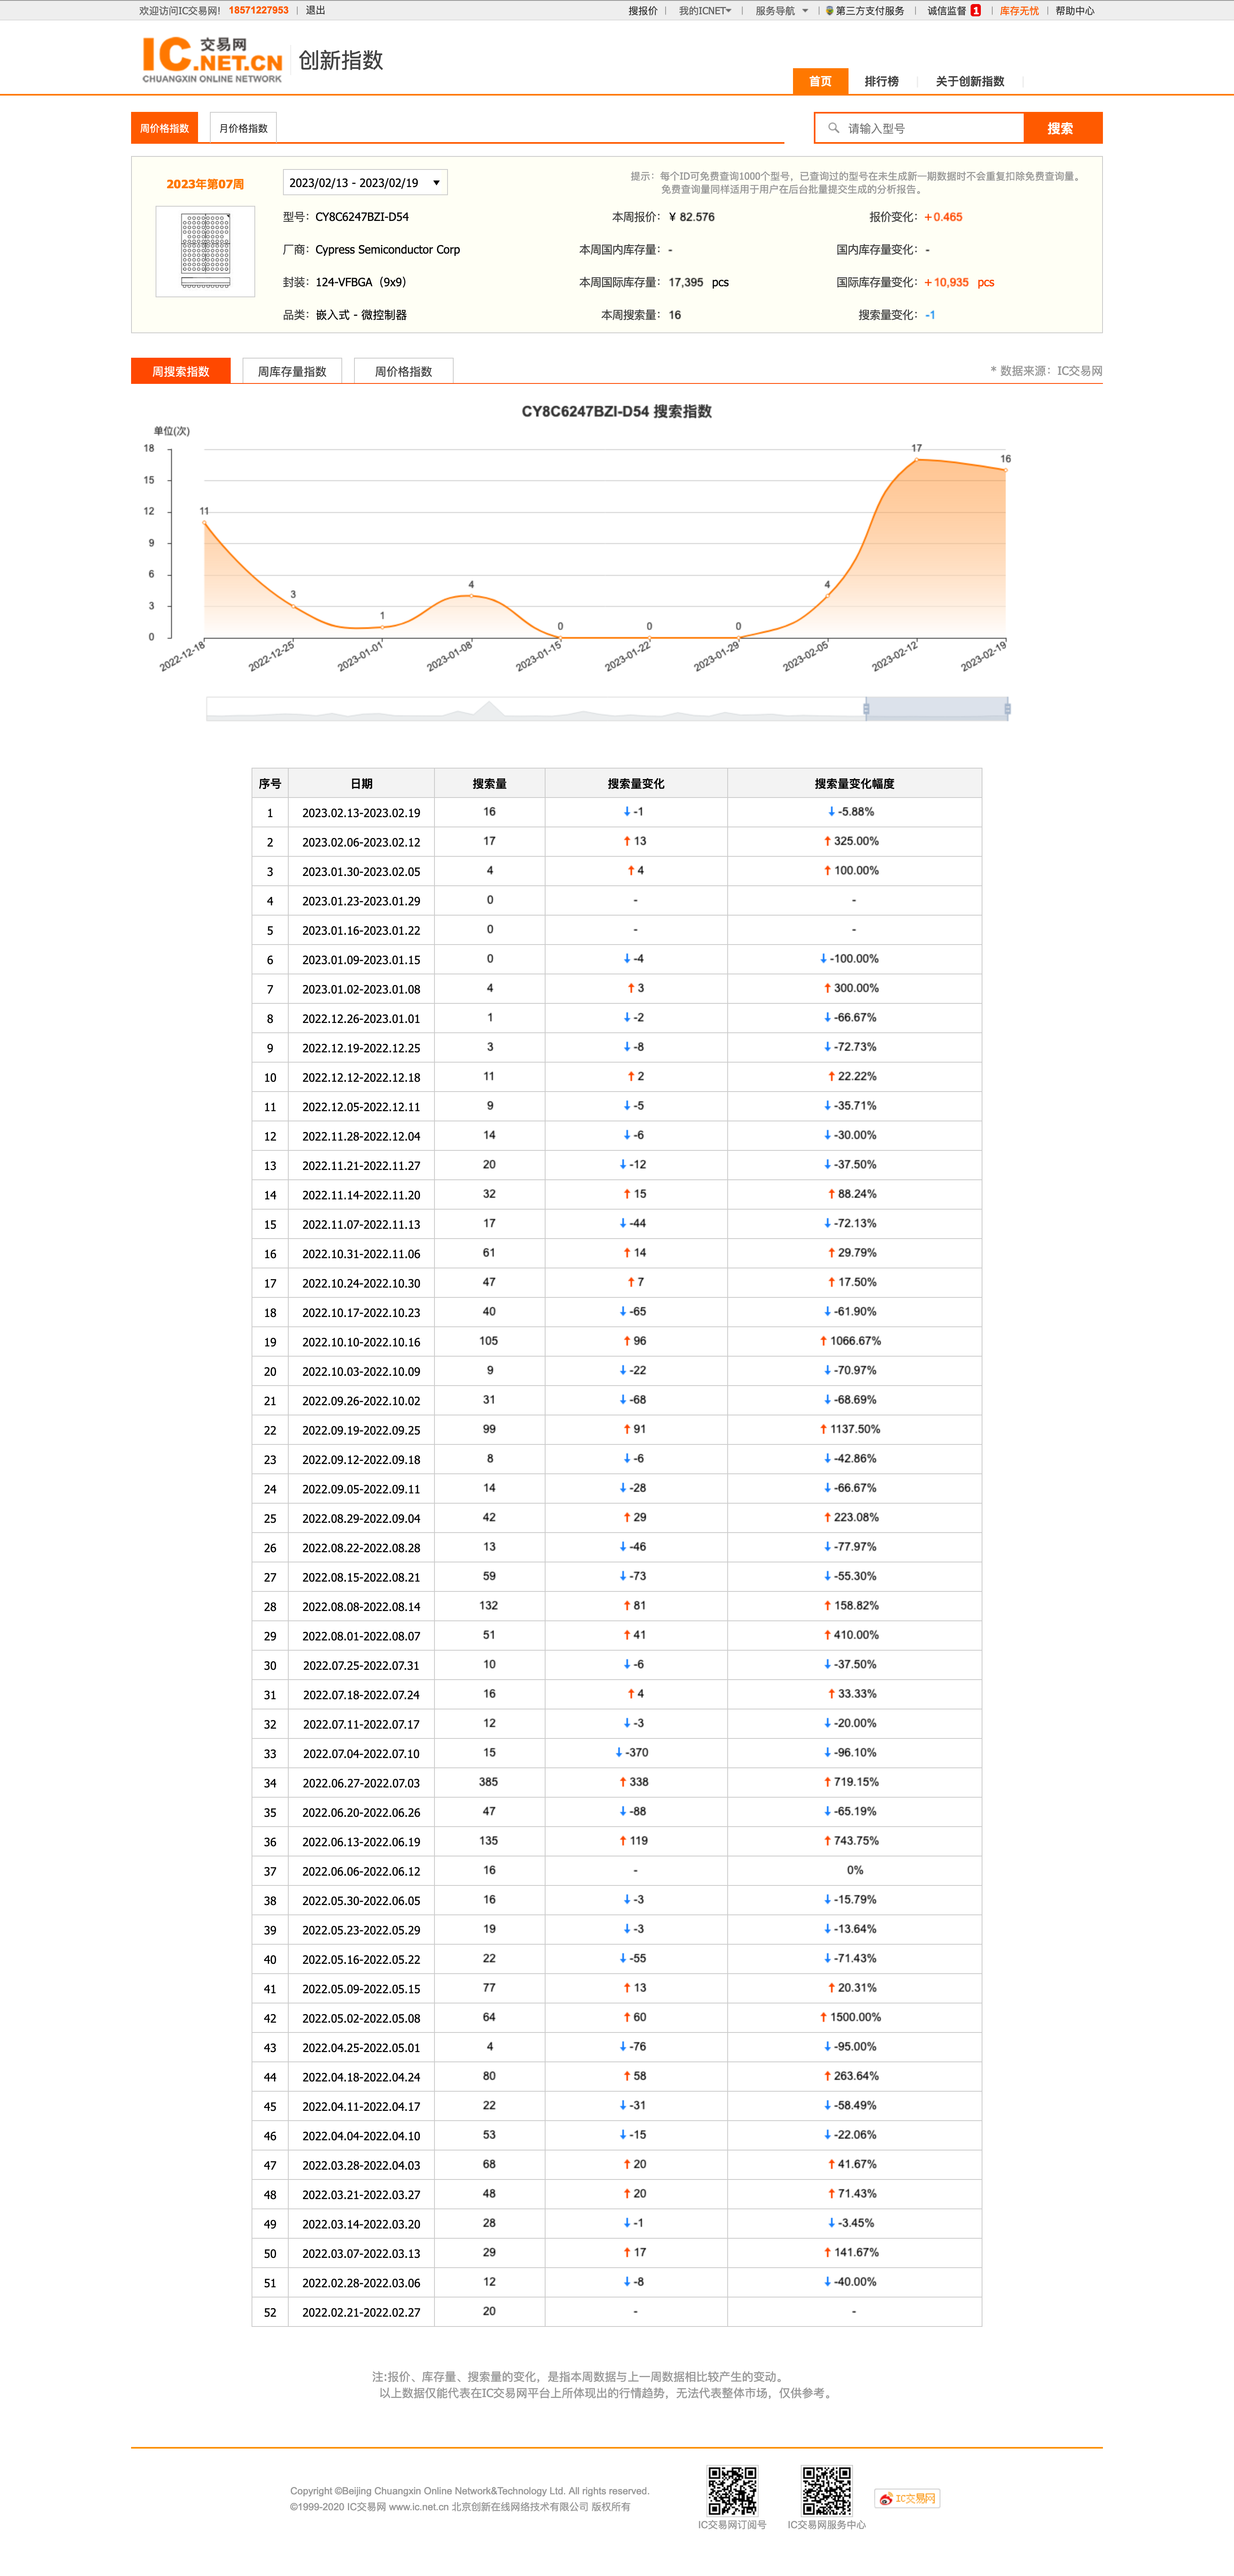 欢迎访问IC交易网! 18571227953 | 退出 搜报价 | 我的ICNET | 服务导航 | 第三方支付服务 | 诚信监督 1 | 库存无忧 | 帮助中心
IC 交易网 .NET.CN 创新指数
CHUANGXIN ONLINE NETWORK
首页 排行榜 关于创新指数
周价格指数 月价格指数 请输入型号 搜索
2023年第07周 2023/02/13 - 2023/02/19 提示：每个ID可免费查询1000个型号，已查询过的型号在未生成新一期数据时不会重复扣除免费查询量。
免费查询量同样适用于用户在后台批量提交生成的分析报告。
型号：CY8C6247BZI-D54 本周报价：¥ 82.576 报价变化：+0.465
厂商：Cypress Semiconductor Corp 本周国内库存量：- 国内库存量变化：-
封装：124-VFBGA（9x9） 本周国际库存量：17,395 pcs 国际库存量变化：+10,935 pcs
品类：嵌入式 - 微控制器 本周搜索量：16 搜索量变化：-1
周搜索指数 周库存量指数 周价格指数 * 数据来源：IC交易网
CY8C6247BZI-D54 搜索指数
单位(次)
18 17
16
15
12 11
9
6
4 4
3 3
1
0 0 0 0
2022-12-18 2022-12-25 2023-01-01 2023-01-08 2023-01-15 2023-01-22 2023-01-29 2023-02-05 2023-02-12 2023-02-19
序号 日期 搜索量 搜索量变化 搜索量变化幅度
1 2023.02.13-2023.02.19 16 ↓-1 ↓-5.88%
2 2023.02.06-2023.02.12 17 ↑13 ↑325.00%
3 2023.01.30-2023.02.05 4 ↑4 ↑100.00%
4 2023.01.23-2023.01.29 0 - -
5 2023.01.16-2023.01.22 0 - -
6 2023.01.09-2023.01.15 0 ↓-4 ↓-100.00%
7 2023.01.02-2023.01.08 4 ↑3 ↑300.00%
8 2022.12.26-2023.01.01 1 ↓-2 ↓-66.67%
9 2022.12.19-2022.12.25 3 ↓-8 ↓-72.73%
10 2022.12.12-2022.12.18 11 ↑2 ↑22.22%
11 2022.12.05-2022.12.11 9 ↓-5 ↓-35.71%
12 2022.11.28-2022.12.04 14 ↓-6 ↓-30.00%
13 2022.11.21-2022.11.27 20 ↓-12 ↓-37.50%
14 2022.11.14-2022.11.20 32 ↑15 ↑88.24%
15 2022.11.07-2022.11.13 17 ↓-44 ↓-72.13%
16 2022.10.31-2022.11.06 61 ↑14 ↑29.79%
17 2022.10.24-2022.10.30 47 ↑7 ↑17.50%
18 2022.10.17-2022.10.23 40 ↓-65 ↓-61.90%
19 2022.10.10-2022.10.16 105 ↑96 ↑1066.67%
20 2022.10.03-2022.10.09 9 ↓-22 ↓-70.97%
21 2022.09.26-2022.10.02 31 ↓-68 ↓-68.69%
22 2022.09.19-2022.09.25 99 ↑91 ↑1137.50%
23 2022.09.12-2022.09.18 8 ↓-6 ↓-42.86%
24 2022.09.05-2022.09.11 14 ↓-28 ↓-66.67%
25 2022.08.29-2022.09.04 42 ↑29 ↑223.08%
26 2022.08.22-2022.08.28 13 ↓-46 ↓-77.97%
27 2022.08.15-2022.08.21 59 ↓-73 ↓-55.30%
28 2022.08.08-2022.08.14 132 ↑81 ↑158.82%
29 2022.08.01-2022.08.07 51 ↑41 ↑410.00%
30 2022.07.25-2022.07.31 10 ↓-6 ↓-37.50%
31 2022.07.18-2022.07.24 16 ↑4 ↑33.33%
32 2022.07.11-2022.07.17 12 ↓-3 ↓-20.00%
33 2022.07.04-2022.07.10 15 ↓-370 ↓-96.10%
34 2022.06.27-2022.07.03 385 ↑338 ↑719.15%
35 2022.06.20-2022.06.26 47 ↓-88 ↓-65.19%
36 2022.06.13-2022.06.19 135 ↑119 ↑743.75%
37 2022.06.06-2022.06.12 16 - 0%
38 2022.05.30-2022.06.05 16 ↓-3 ↓-15.79%
39 2022.05.23-2022.05.29 19 ↓-3 ↓-13.64%
40 2022.05.16-2022.05.22 22 ↓-55 ↓-71.43%
41 2022.05.09-2022.05.15 77 ↑13 ↑20.31%
42 2022.05.02-2022.05.08 64 ↑60 ↑1500.00%
43 2022.04.25-2022.05.01 4 ↓-76 ↓-95.00%
44 2022.04.18-2022.04.24 80 ↑58 ↑263.64%
45 2022.04.11-2022.04.17 22 ↓-31 ↓-58.49%
46 2022.04.04-2022.04.10 53 ↓-15 ↓-22.06%
47 2022.03.28-2022.04.03 68 ↑20 ↑41.67%
48 2022.03.21-2022.03.27 48 ↑20 ↑71.43%
49 2022.03.14-2022.03.20 28 ↓-1 ↓-3.45%
50 2022.03.07-2022.03.13 29 ↑17 ↑141.67%
51 2022.02.28-2022.03.06 12 ↓-8 ↓-40.00%
52 2022.02.21-2022.02.27 20 - -
注:报价、库存量、搜索量的变化，是指本周数据与上一周数据相比较产生的变动。
以上数据仅能代表在IC交易网平台上所体现出的行情趋势，无法代表整体市场，仅供参考。
Copyright ©Beijing Chuangxin Online Network&Technology Ltd. All rights reserved.
©1999-2020 IC交易网 www.ic.net.cn 北京创新在线网络技术有限公司 版权所有
IC交易网
IC交易网订阅号 IC交易网服务中心